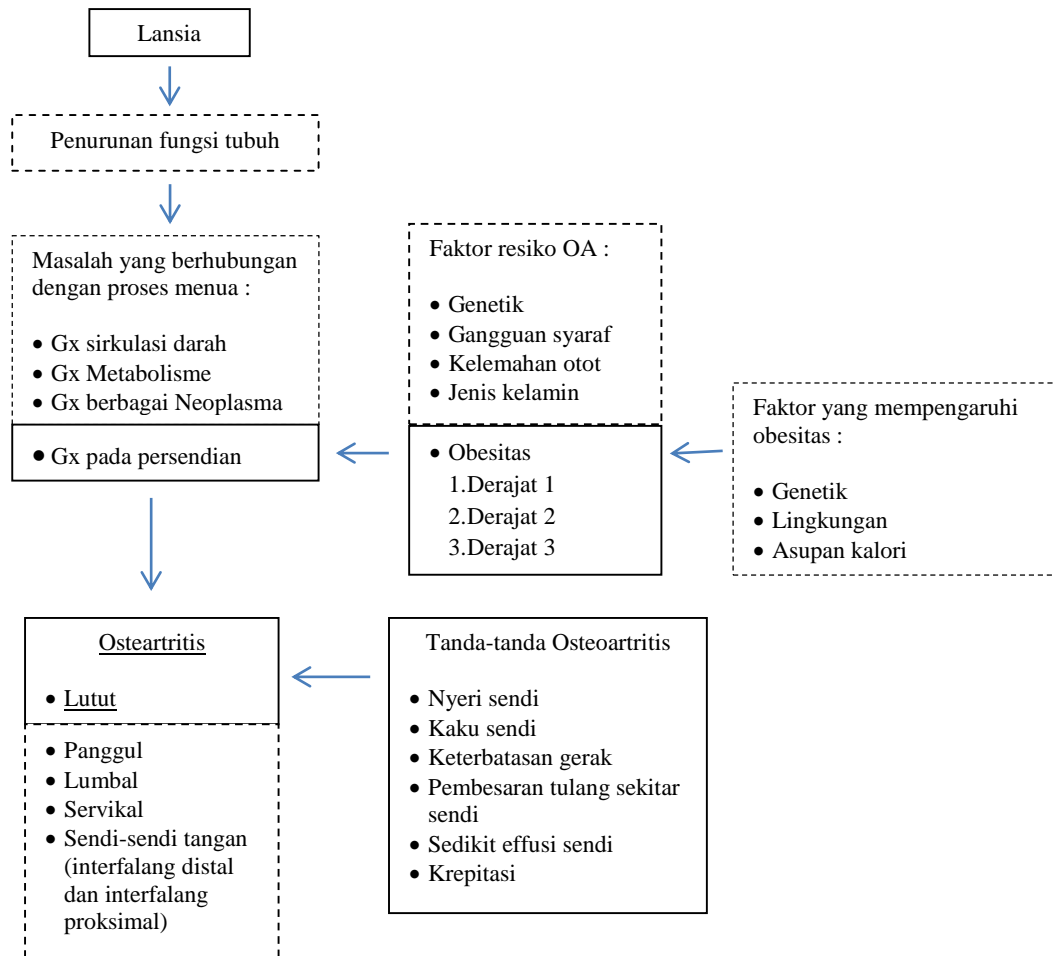 Lansia
Penurunan fungsi tubuh
Masalah yang berhubungan
dengan proses menua :
• Gx sirkulasi darah
• Gx Metabolisme
• Gx berbagai Neoplasma
• Gx pada persendian
Faktor resiko OA :
• Genetik
• Gangguan syaraf
• Kelemahan otot
• Jenis kelamin
• Obesitas
1.Derajat 1
2.Derajat 2
3.Derajat 3
Faktor yang mempengaruhi
obesitas :
• Genetik
• Lingkungan
• Asupan kalori
Osteartritis
• Lutut
• Panggul
• Lumbal
• Servikal
• Sendi-sendi tangan
(interfalang distal
dan interfalang
proksimal)
Tanda-tanda Osteoartritis
• Nyeri sendi
• Kaku sendi
• Keterbatasan gerak
• Pembesaran tulang sekitar
sendi
• Sedikit effusi sendi
• Krepitasi